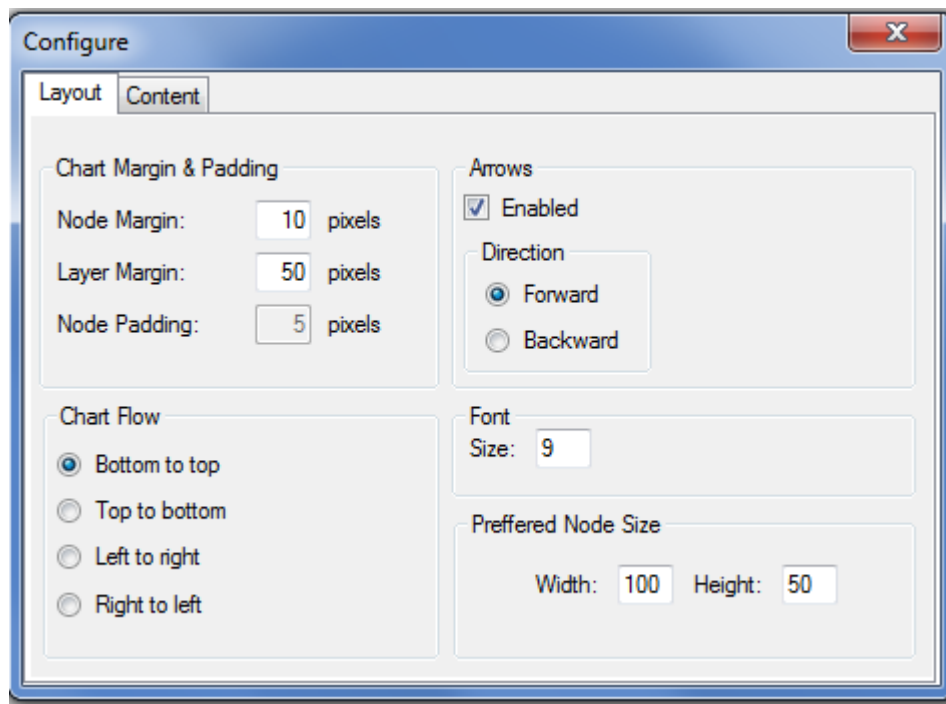 Configure
Layout Content
Chart Margin & Padding
Node Margin: 10 pixels
Layer Margin: 50 pixels
Node Padding: 5 pixels
Arrows
Enabled
Direction
Forward
Backward
Chart Flow
Bottom to top
Top to bottom
Left to right
Right to left
Font
Size: 9
Preffered Node Size
Width: 100 Height: 50